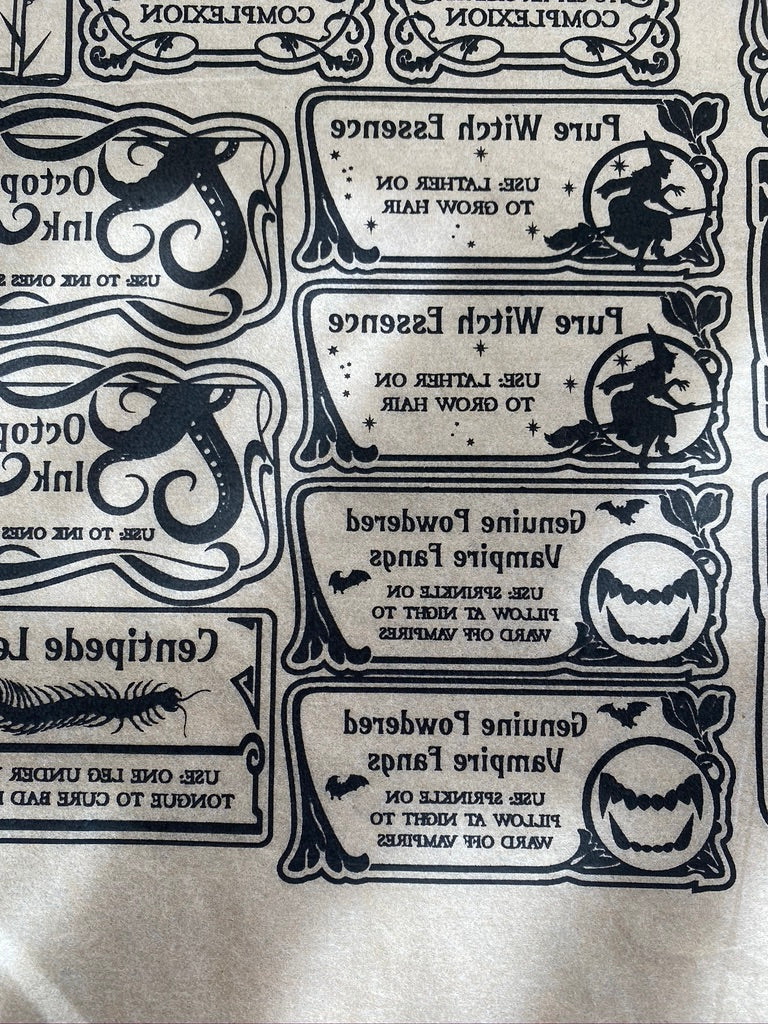 COMPLEXION
COMPLEXION
Pure Witch Essence
USE: LATHER ON
TO GROW HAIR
Pure Witch Essence
USE: LATHER ON
TO GROW HAIR
Genuine Powdered
Vampire Fangs
USE: SPRINKLE ON
PILLOW AT NIGHT TO
WARD OFF VAMPIRES
Genuine Powdered
Vampire Fangs
USE: SPRINKLE ON
PILLOW AT NIGHT TO
WARD OFF VAMPIRES
Octop
Ink
USE: TO INK ONES
Octop
Ink
USE: TO INK ONES
Centipede Le
USE: ONE LEG UNDER
TONGUE TO CURE BAD